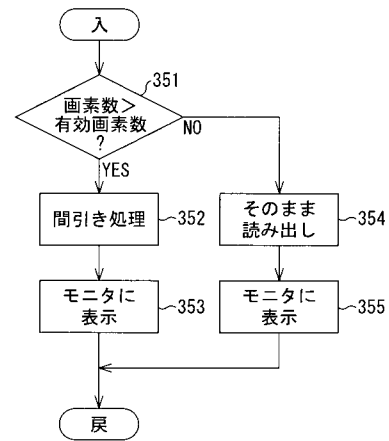 入
351
画素数＞
有効画素数
?
NO
YES
間引き処理
352
そのまま
読み出し
354
モニタに
表示
353
モニタに
表示
355
戻